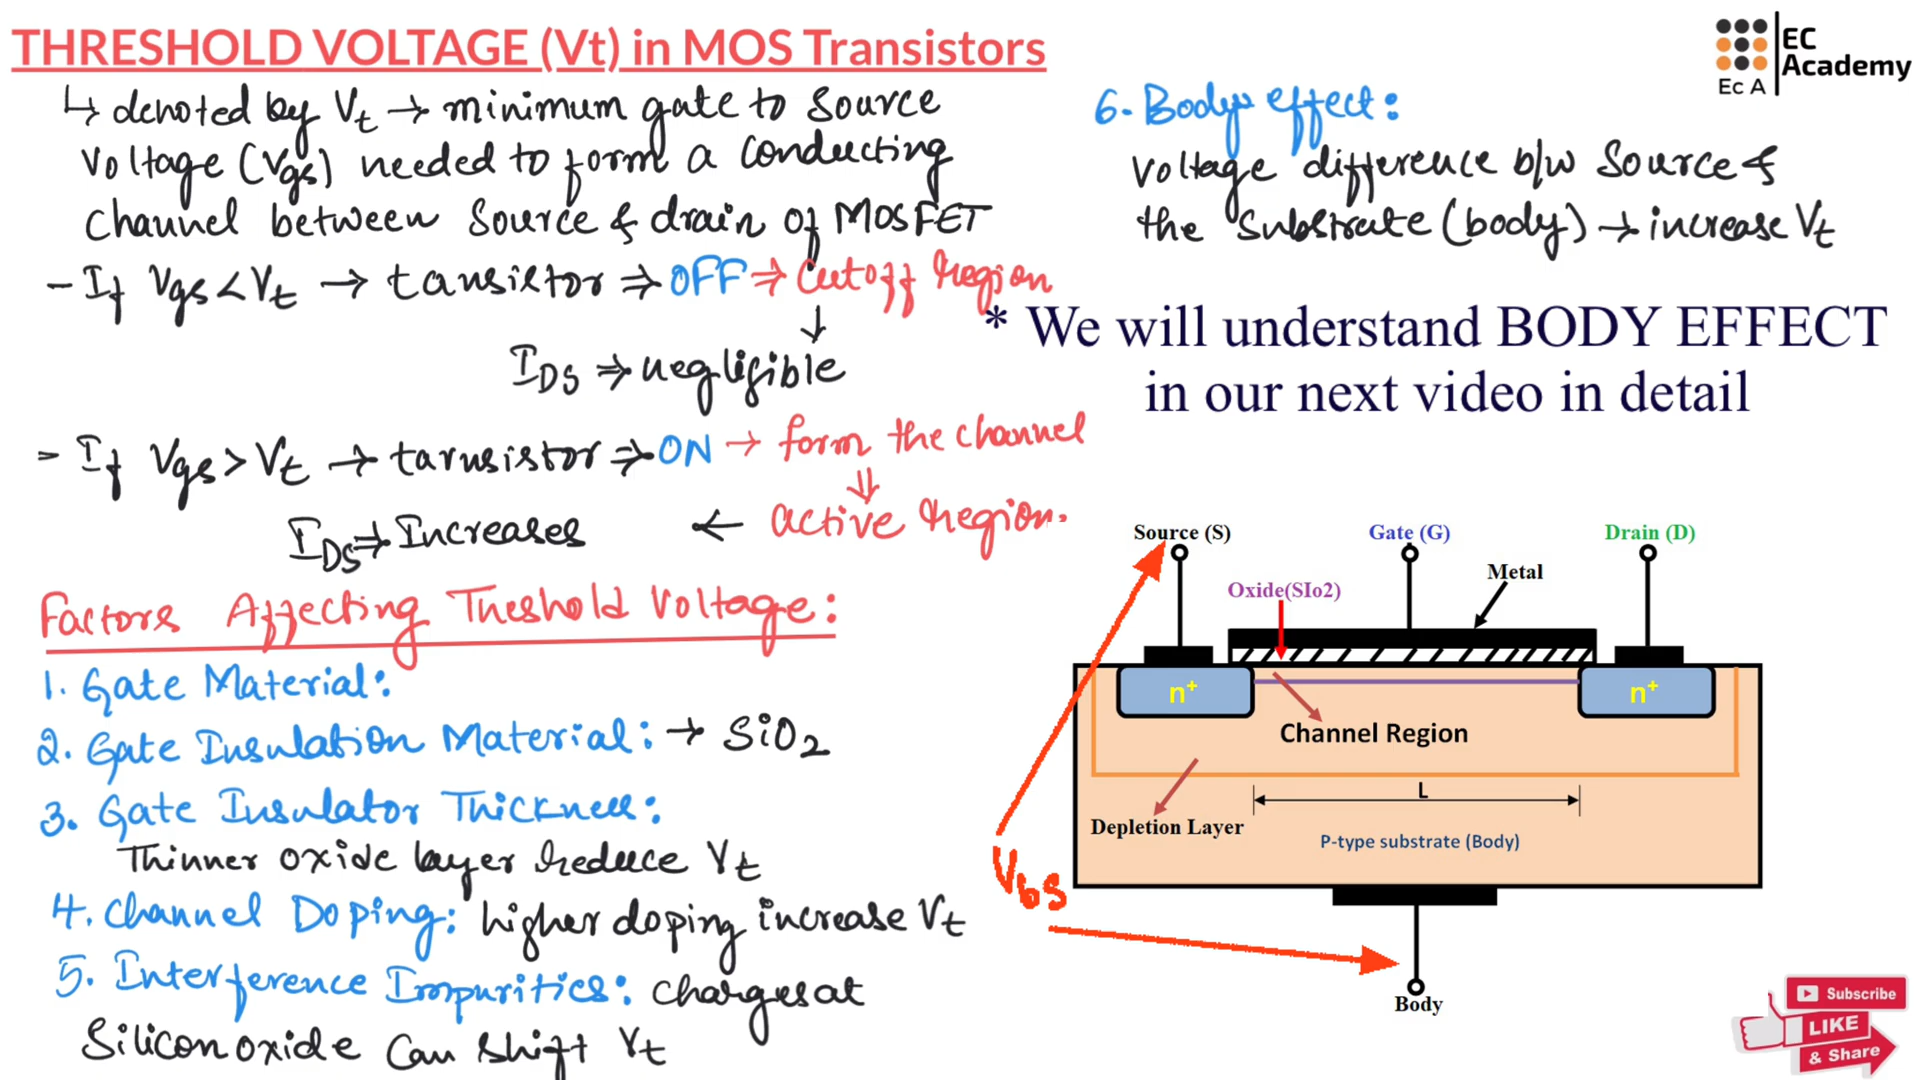 THRESHOLD VOLTAGE (Vt) in MOS Transistors
↳ denoted by Vt → minimum gate to source
voltage (Vgs) needed to form a conducting
channel between source & drain of MOSFET
- If Vgs < Vt → tansistor ⇒ OFF ⇒ Cutoff Region
↓
IDS ⇒ negligible
- If Vgs > Vt → tarnsistor ⇒ ON → form the channel
⇓
IDS ⇒ Increases ← active Region.
Factors Affecting Theshold Voltage:
1. Gate Material:
2. Gate Insulation Material: → SiO2
3. Gate Insulator Thickness:
Thinner oxide layer reduce Vt
4. Channel Doping: higher doping increase Vt
5. Interference Impurities: charges at
Silicon oxide can shift Vt
EC
Academy
Ec A
6. Body effect:
voltage difference b/w source &
the substrate (body) → increase Vt
* We will understand BODY EFFECT
in our next video in detail
Source (S)
Gate (G)
Drain (D)
Metal
Oxide(SIo2)
n+
n+
Channel Region
L
Depletion Layer
P-type substrate (Body)
Vbs
Body
Subscribe
LIKE
& Share